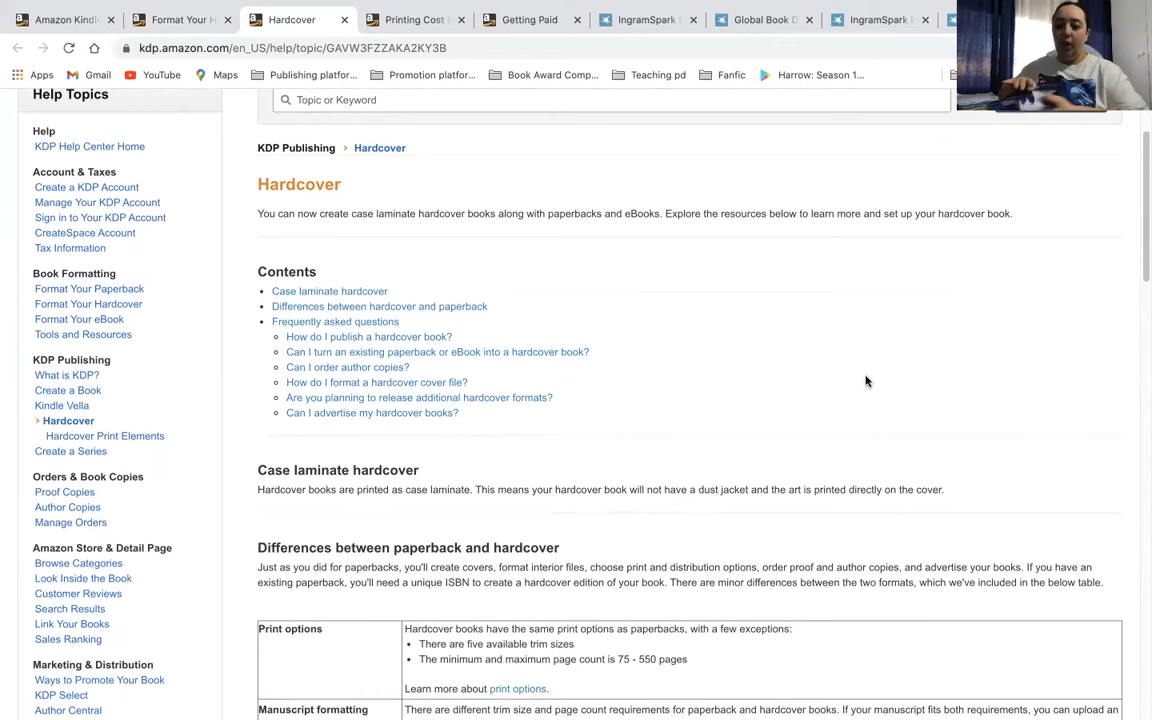 Amazon Kindl
Format Your H
Hardcover
Printing Cost
Getting Paid
IngramSpark
Global Book D
IngramSpark
kdp.amazon.com/en_US/help/topic/GAVW3FZZAKA2KY3B
Apps
Gmail
YouTube
Maps
Publishing platfor...
Promotion platfor...
Book Award Comp...
Teaching pd
Fanfic
Harrow: Season 1...
Help Topics
Topic or Keyword
Help
KDP Help Center Home
Account & Taxes
Create a KDP Account
Manage Your KDP Account
Sign in to Your KDP Account
CreateSpace Account
Tax Information
Book Formatting
Format Your Paperback
Format Your Hardcover
Format Your eBook
Tools and Resources
KDP Publishing
What is KDP?
Create a Book
Kindle Vella
› Hardcover
Hardcover Print Elements
Create a Series
Orders & Book Copies
Proof Copies
Author Copies
Manage Orders
Amazon Store & Detail Page
Browse Categories
Look Inside the Book
Customer Reviews
Search Results
Link Your Books
Sales Ranking
Marketing & Distribution
Ways to Promote Your Book
KDP Select
Author Central
KDP Publishing › Hardcover
Hardcover
You can now create case laminate hardcover books along with paperbacks and eBooks. Explore the resources below to learn more and set up your hardcover book.
Contents
• Case laminate hardcover
• Differences between hardcover and paperback
• Frequently asked questions
How do I publish a hardcover book?
Can I turn an existing paperback or eBook into a hardcover book?
Can I order author copies?
How do I format a hardcover cover file?
Are you planning to release additional hardcover formats?
Can I advertise my hardcover books?
Case laminate hardcover
Hardcover books are printed as case laminate. This means your hardcover book will not have a dust jacket and the art is printed directly on the cover.
Differences between paperback and hardcover
Just as you did for paperbacks, you'll create covers, format interior files, choose print and distribution options, order proof and author copies, and advertise your books. If you have an
existing paperback, you'll need a unique ISBN to create a hardcover edition of your book. There are minor differences between the two formats, which we've included in the below table.
Print options
Hardcover books have the same print options as paperbacks, with a few exceptions:
• There are five available trim sizes
• The minimum and maximum page count is 75 - 550 pages
Learn more about print options.
Manuscript formatting
There are different trim size and page count requirements for paperback and hardcover books. If your manuscript fits both requirements, you can upload an